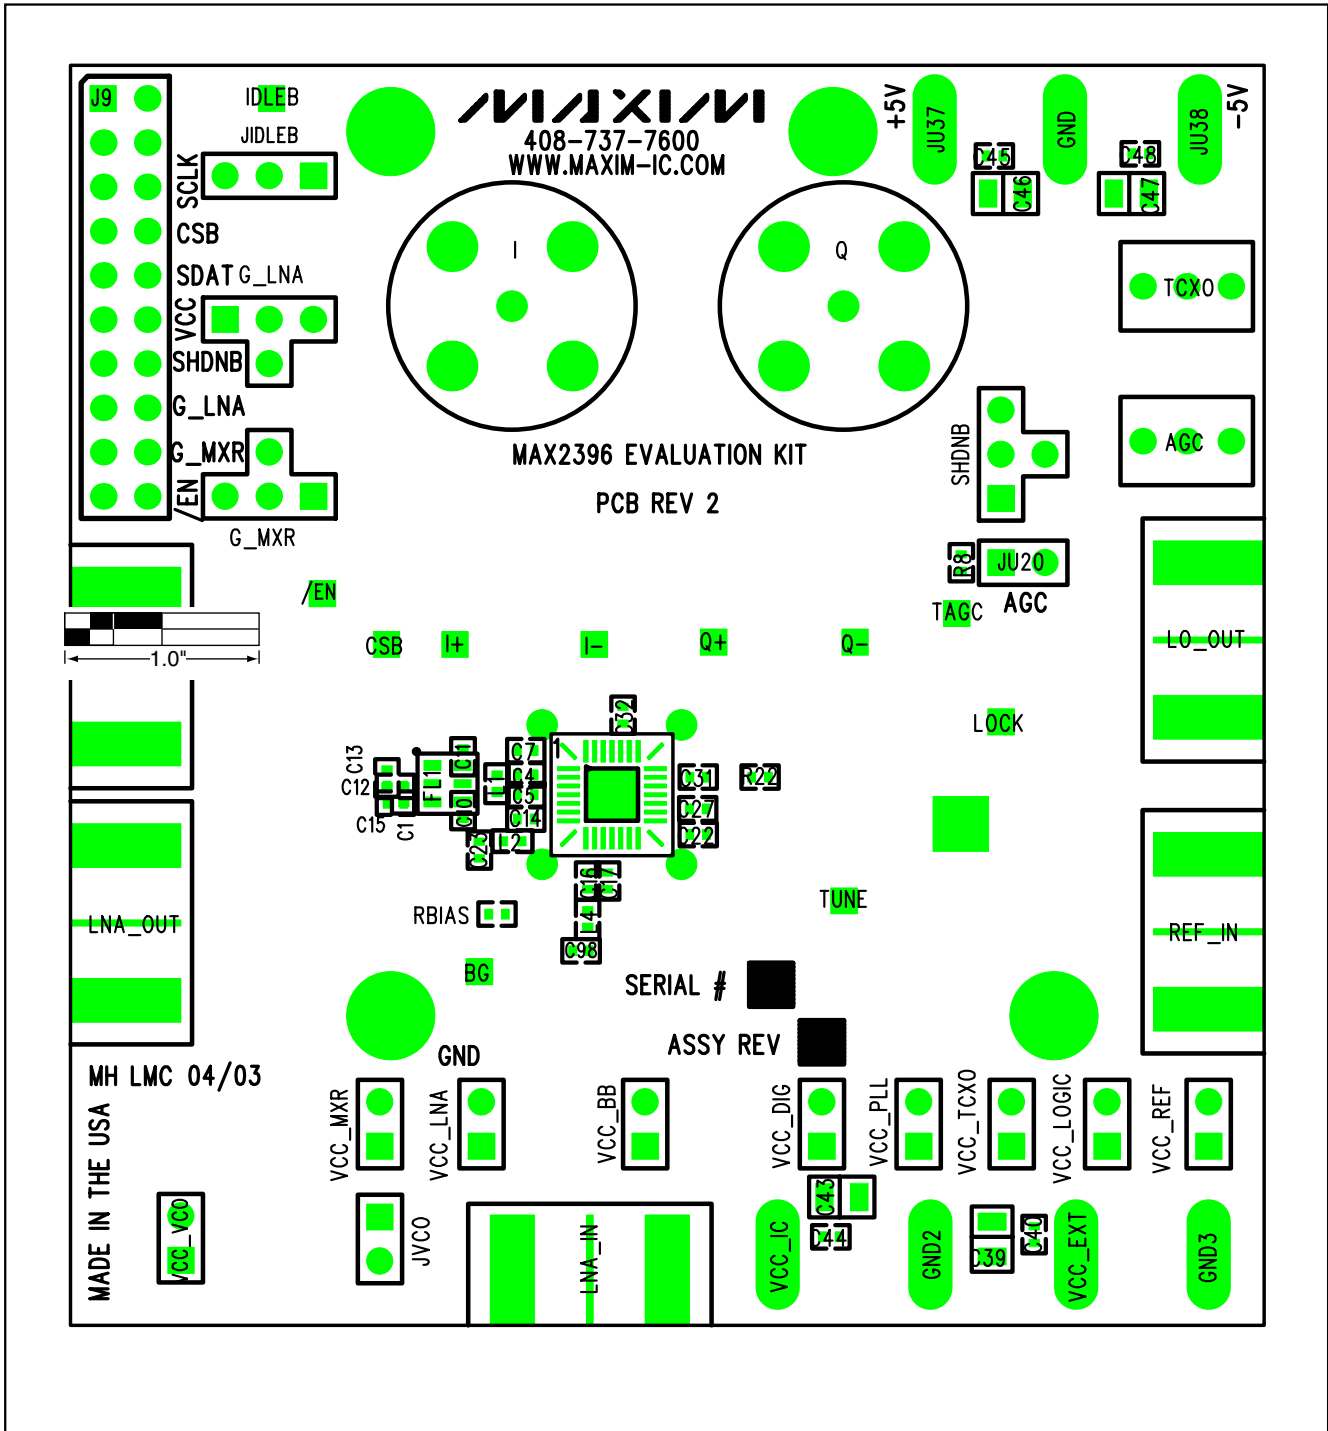 J9
IDLEB
MAXIM
+5V
JU37
GND
JU38
-5V
JIDLEB
408-737-7600
WWW.MAXIM-IC.COM
C45
C48
SCLK
C46
C47
CSB
I
Q
SDAT
G_LNA
TCXO
VCC
SHDNB
G_LNA
G_MXR
MAX2396 EVALUATION KIT
SHDNB
AGC
/EN
PCB REV 2
G_MXR
R8
JU20
/EN
TAGC
AGC
1.0"
CSB
I+
I-
Q+
Q-
LO_OUT
C32
LOCK
C13
C11
C7
1
C12
FL1
L1
C4
C31
R22
C5
C15
C1
C10
C14
C27
C23
L2
C22
C16
C17
RBIAS
L4
TUNE
LNA_OUT
REF_IN
C98
BG
SERIAL #
ASSY REV
GND
MH LMC 04/03
VCC_MXR
VCC_LNA
VCC_BB
VCC_DIG
VCC_PLL
VCC_TCXO
VCC_LOGIC
VCC_REF
MADE IN THE USA
VCC_VCO
JVCO
LNA_IN
VCC_IC
C43
C44
GND2
C39
C40
VCC_EXT
GND3